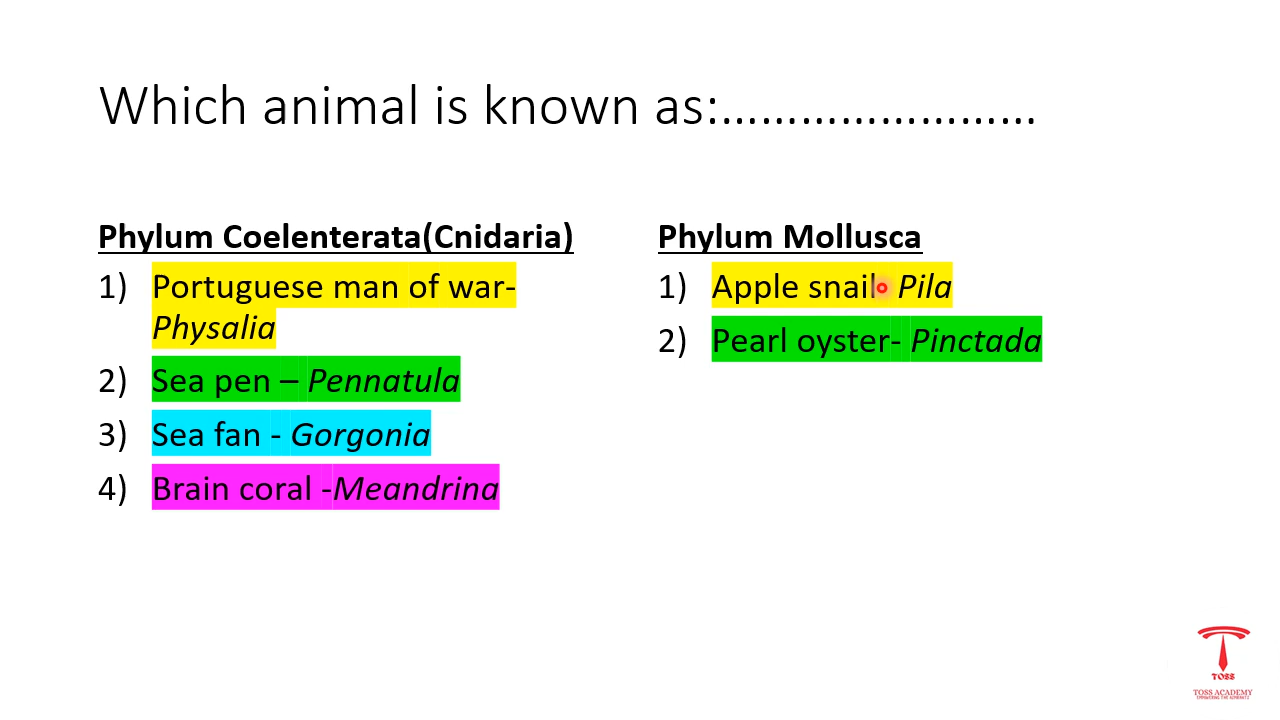 Which animal is known as:........................
Phylum Coelenterata(Cnidaria)
1) Portuguese man of war-
Physalia
2) Sea pen – Pennatula
3) Sea fan - Gorgonia
4) Brain coral -Meandrina
Phylum Mollusca
1) Apple snail- Pila
2) Pearl oyster- Pinctada
TOSS
TOSS ACADEMY